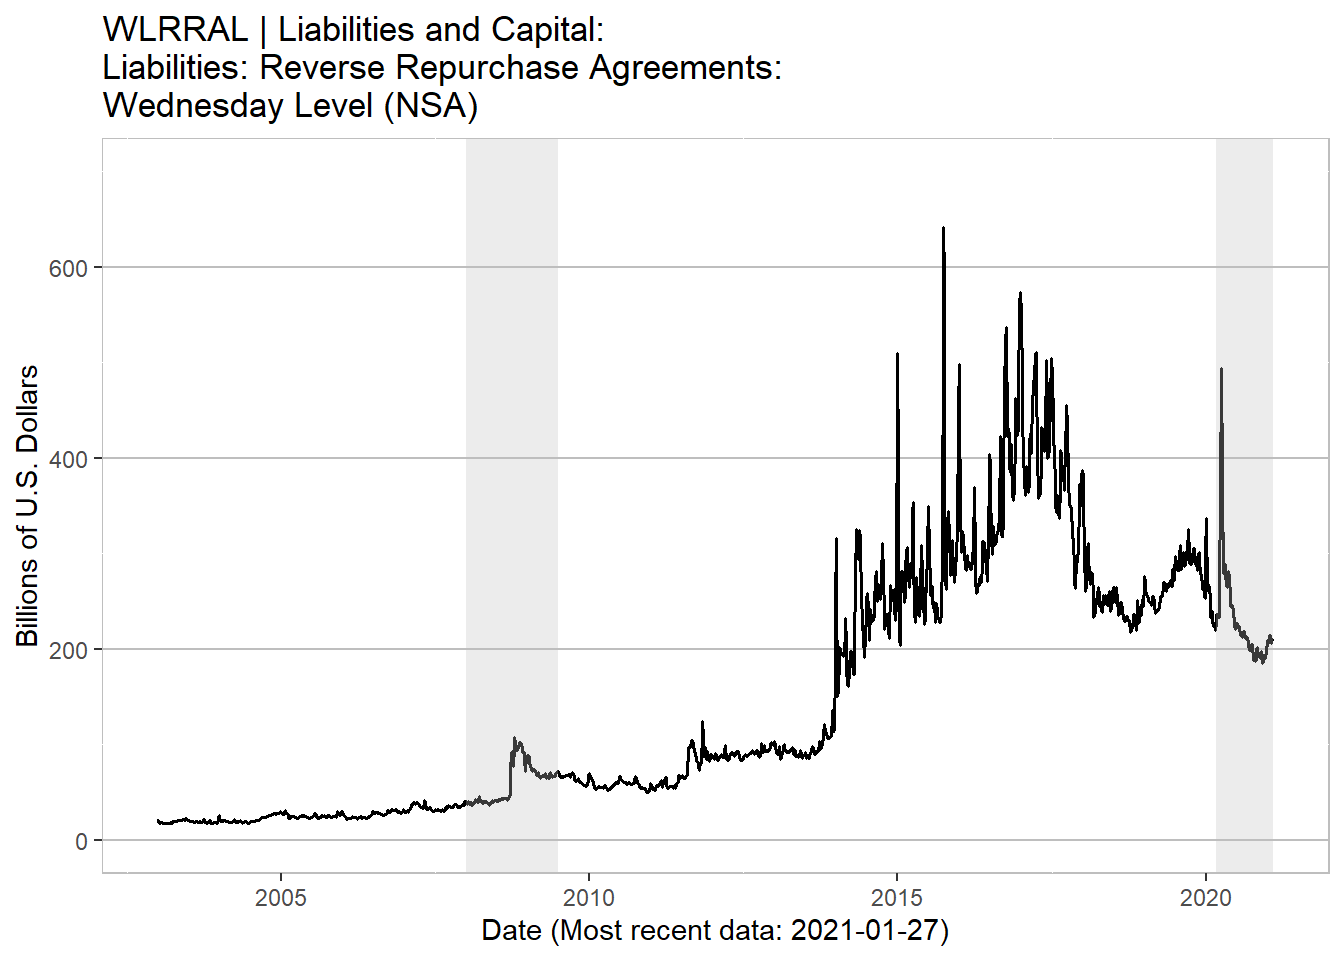 WLRRAL | Liabilities and Capital:
Liabilities: Reverse Repurchase Agreements:
Wednesday Level (NSA)
Billions of U.S. Dollars
600
400
200
0
2005
2010
2015
2020
Date (Most recent data: 2021-01-27)